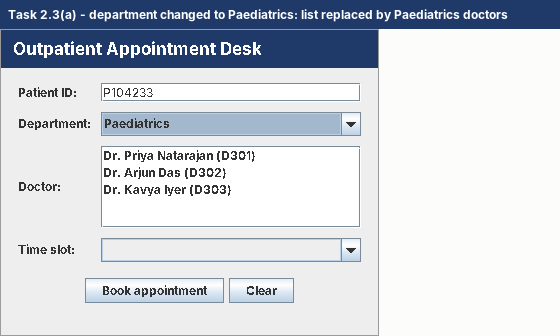 Task 2.3(a) - department changed to Paediatrics: list replaced by Paediatrics doctors
Outpatient Appointment Desk
Patient ID: P104233
Department: Paediatrics
Doctor:
Dr. Priya Natarajan (D301)
Dr. Arjun Das (D302)
Dr. Kavya Iyer (D303)
Time slot:
Book appointment Clear